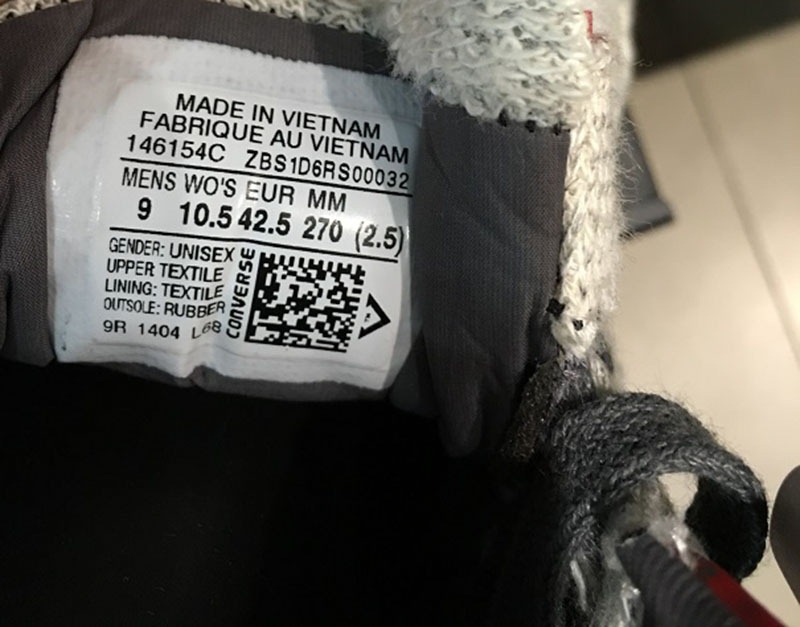 MADE IN VIETNAM
FABRIQUE AU VIETNAM
146154C ZBS1D6RS00032
MENS WO'S EUR MM
9 10.5 42.5 270 (2.5)
GENDER: UNISEX
UPPER TEXTILE
LINING: TEXTILE
OUTSOLE: RUBBER
9R 1404 L68
CONVERSE